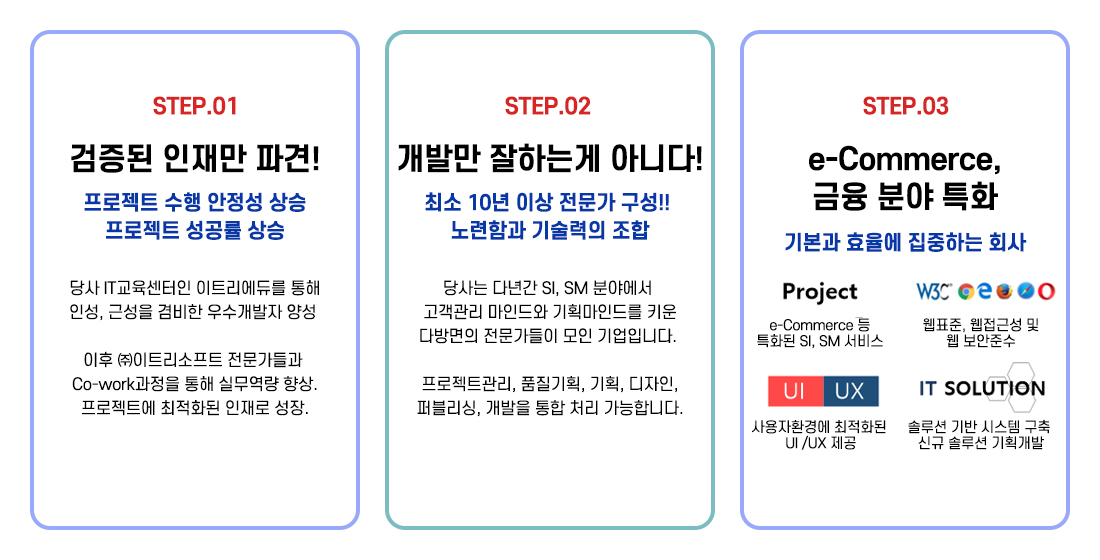 STEP.01
검증된 인재만 파견!
프로젝트 수행 안정성 상승
프로젝트 성공률 상승
당사 IT교육센터인 이트리에듀를 통해
인성, 근성을 겸비한 우수개발자 양성
이후 ㈜이트리소프트 전문가들과
Co-work과정을 통해 실무역량 향상.
프로젝트에 최적화된 인재로 성장.
STEP.02
개발만 잘하는게 아니다!
최소 10년 이상 전문가 구성!!
노련함과 기술력의 조합
당사는 다년간 SI, SM 분야에서
고객관리 마인드와 기획마인드를 키운
다방면의 전문가들이 모인 기업입니다.
프로젝트관리, 품질기획, 기획, 디자인,
퍼블리싱, 개발을 통합 처리 가능합니다.
STEP.03
e-Commerce,
금융 분야 특화
기본과 효율에 집중하는 회사
Project
e-Commerce 등
특화된 SI, SM 서비스
W3C
웹표준, 웹접근성 및
웹 보안준수
UI UX
사용자환경에 최적화된
UI /UX 제공
IT SOLUTION
솔루션 기반 시스템 구축
신규 솔루션 기획개발